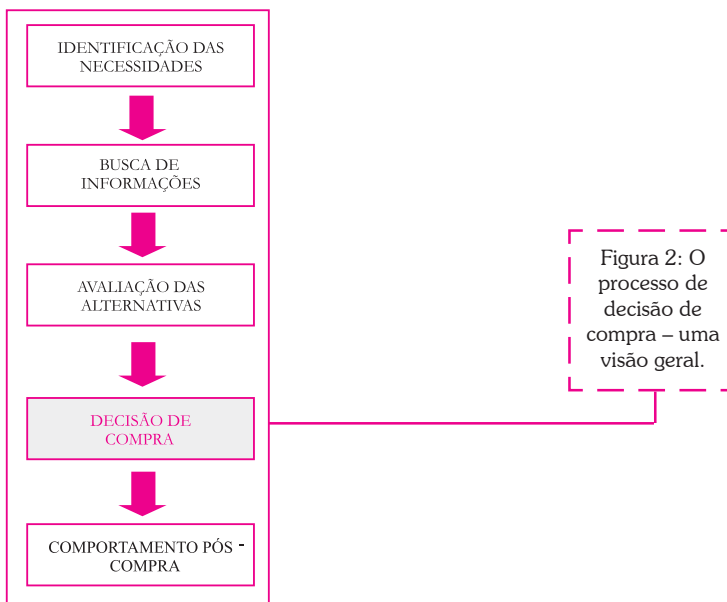 IDENTIFICAÇÃO DAS
NECESSIDADES
BUSCA DE
INFORMAÇÕES
AVALIAÇÃO DAS
ALTERNATIVAS
DECISÃO DE
COMPRA
COMPORTAMENTO PÓS -
COMPRA
Figura 2: O
processo de
decisão de
compra – uma
visão geral.